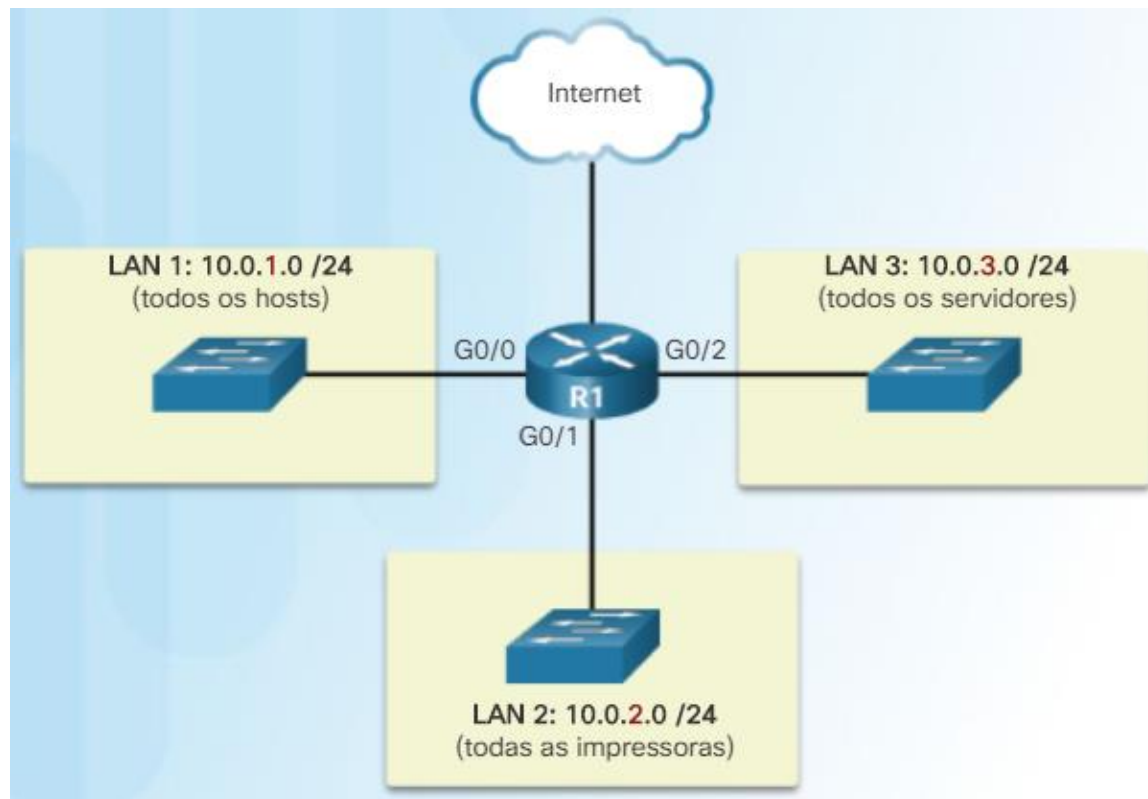 Internet
LAN 1: 10.0.1.0 /24
(todos os hosts)
LAN 3: 10.0.3.0 /24
(todos os servidores)
G0/0
G0/2
R1
G0/1
LAN 2: 10.0.2.0 /24
(todas as impressoras)